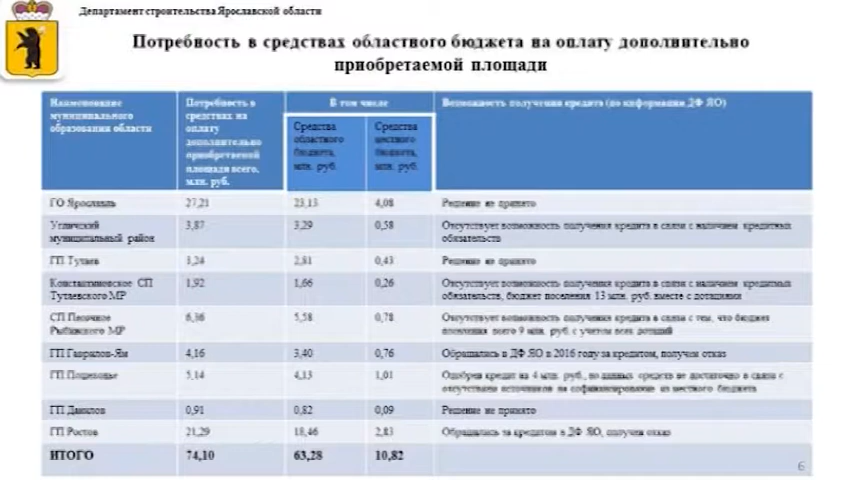 Департамент строительства Ярославской области
Потребность в средствах областного бюджета на оплату дополнительно
приобретаемой площади
Наименование
муниципального
образования области
Потребность в
средствах на
оплату
дополнительно
приобретаемой
площади всего,
млн. руб.
В том числе
Средства
областного
бюджета,
млн. руб.
Средства
местного
бюджета,
млн. руб.
Возможность получения кредита (по информации ДФ ЯО)
ГО Ярославль 27,21 23,13 4,08 Решение не принято
Угличский
муниципальный район
3,87 3,29 0,58
Отсутствует возможность получения кредита в связи с наличием кредитных
обязательств
ГП Тутаев 3,24 2,81 0,43 Решение не принято
Константиновское СП
Тутаевского МР
1,92 1,66 0,26
Отсутствует возможность получения кредита в связи с наличием кредитных
обязательств, бюджет поселения 13 млн. руб. вместе с дотациями
СП Песочное
Рыбинского МР
6,36 5,58 0,78
Отсутствует возможность получения кредита в связи с тем, что бюджет
поселения всего 9 млн. руб. с учетом всех дотаций
ГП Гаврилов-Ям 4,16 3,40 0,76 Обращались в ДФ ЯО в 2016 году за кредитом, получен отказ
ГП Пошехонье 5,14 4,13 1,01
Одобрен кредит на 4 млн. руб., но данных средств не достаточно в связи с
отсутствием источников на софинансирование из местного бюджета
ГП Данилов 0,91 0,82 0,09 Решение не принято
ГП Ростов 21,29 18,46 2,83 Обращались за кредитом в ДФ ЯО, получен отказ
ИТОГО 74,10 63,28 10,82
6